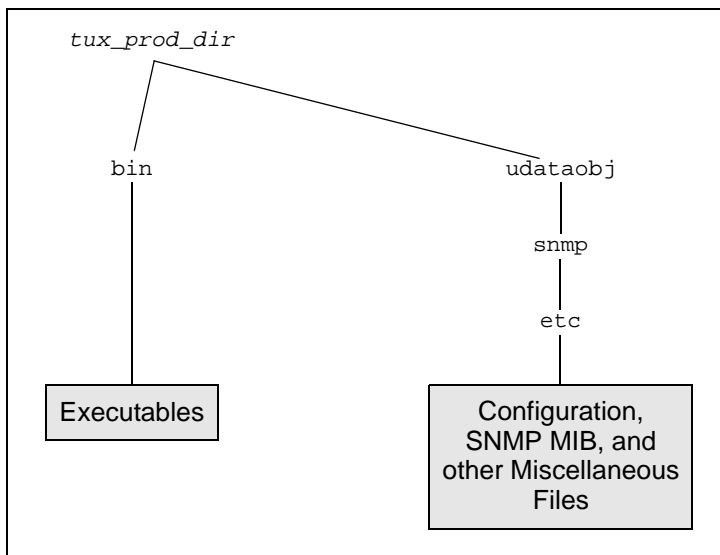 tux_prod_dir
bin
udataobj
snmp
etc
Executables
Configuration,
SNMP MIB, and
other Miscellaneous
Files